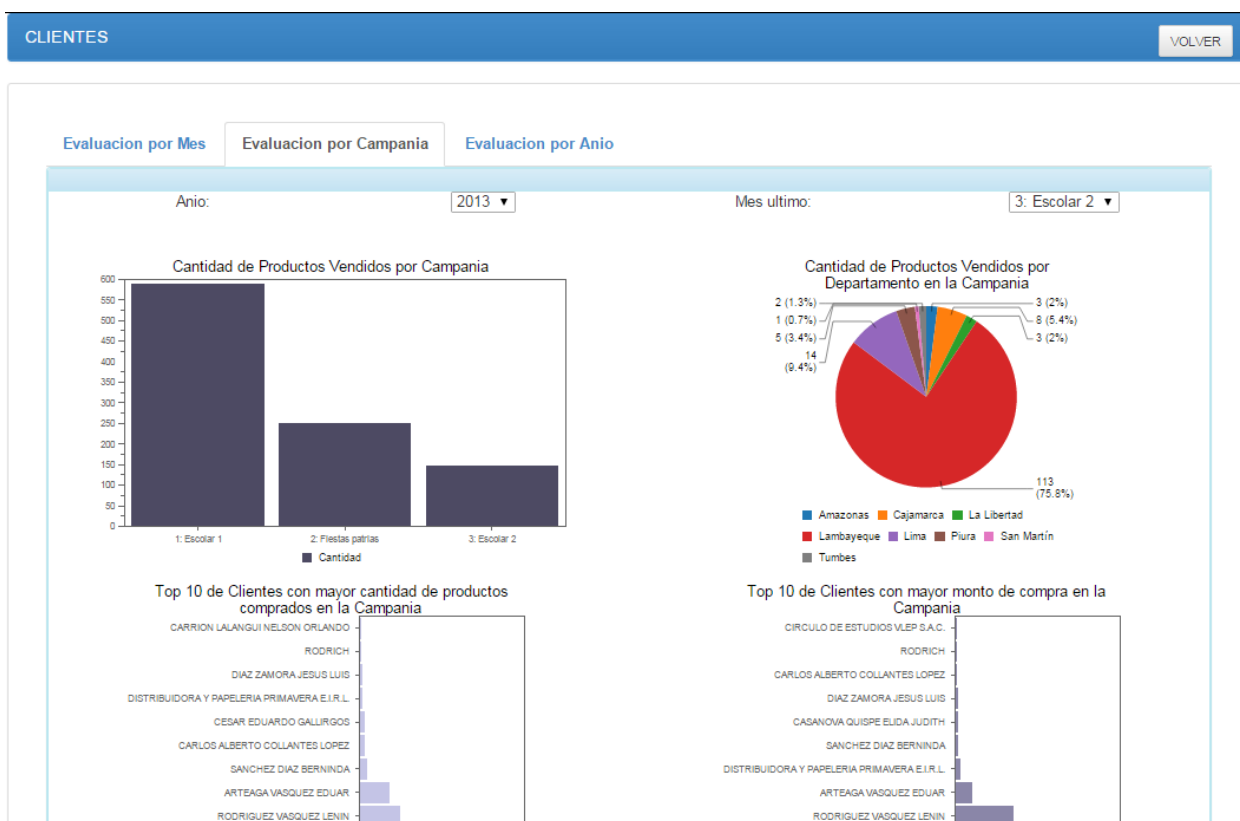 CLIENTES
VOLVER
Evaluacion por Mes
Evaluacion por Campania
Evaluacion por Anio
Anio:
2013
Mes ultimo:
3: Escolar 2
Cantidad de Productos Vendidos por Campania
600
550
500
450
400
350
300
250
200
150
100
50
0
1: Escolar 1
2: Fiestas patrias
3: Escolar 2
Cantidad
Cantidad de Productos Vendidos por
Departamento en la Campania
2 (1.3%)
1 (0.7%)
5 (3.4%)
14
(9.4%)
3 (2%)
8 (5.4%)
3 (2%)
113
(75.8%)
Amazonas Cajamarca La Libertad
Lambayeque Lima Piura San Martín
Tumbes
Top 10 de Clientes con mayor cantidad de productos
comprados en la Campania
CARRION LALANGUI NELSON ORLANDO
RODRICH
DIAZ ZAMORA JESUS LUIS
DISTRIBUIDORA Y PAPELERIA PRIMAVERA E.I.R.L.
CESAR EDUARDO GALLIRGOS
CARLOS ALBERTO COLLANTES LOPEZ
SANCHEZ DIAZ BERNINDA
ARTEAGA VASQUEZ EDUAR
RODRIGUEZ VASQUEZ LENIN
Top 10 de Clientes con mayor monto de compra en la
Campania
CIRCULO DE ESTUDIOS VLEP S.A.C.
RODRICH
CARLOS ALBERTO COLLANTES LOPEZ
DIAZ ZAMORA JESUS LUIS
CASANOVA QUISPE ELIDA JUDITH
SANCHEZ DIAZ BERNINDA
DISTRIBUIDORA Y PAPELERIA PRIMAVERA E.I.R.L.
ARTEAGA VASQUEZ EDUAR
RODRIGUEZ VASQUEZ LENIN